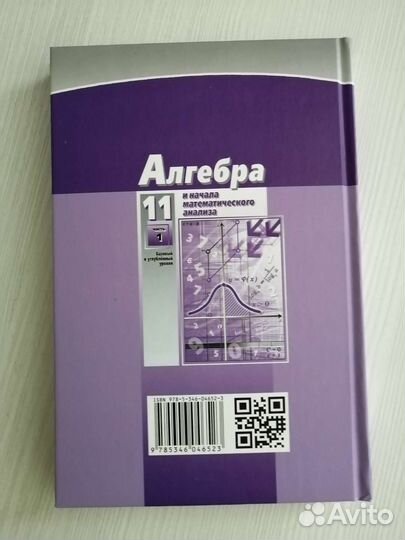 Алгебра
11
и начала
математического
анализа
часть
1
Базовый
и углублённый
уровни
y = φ(x)
ISBN 978-5-346-04652-3
9 785346 046523
Avito